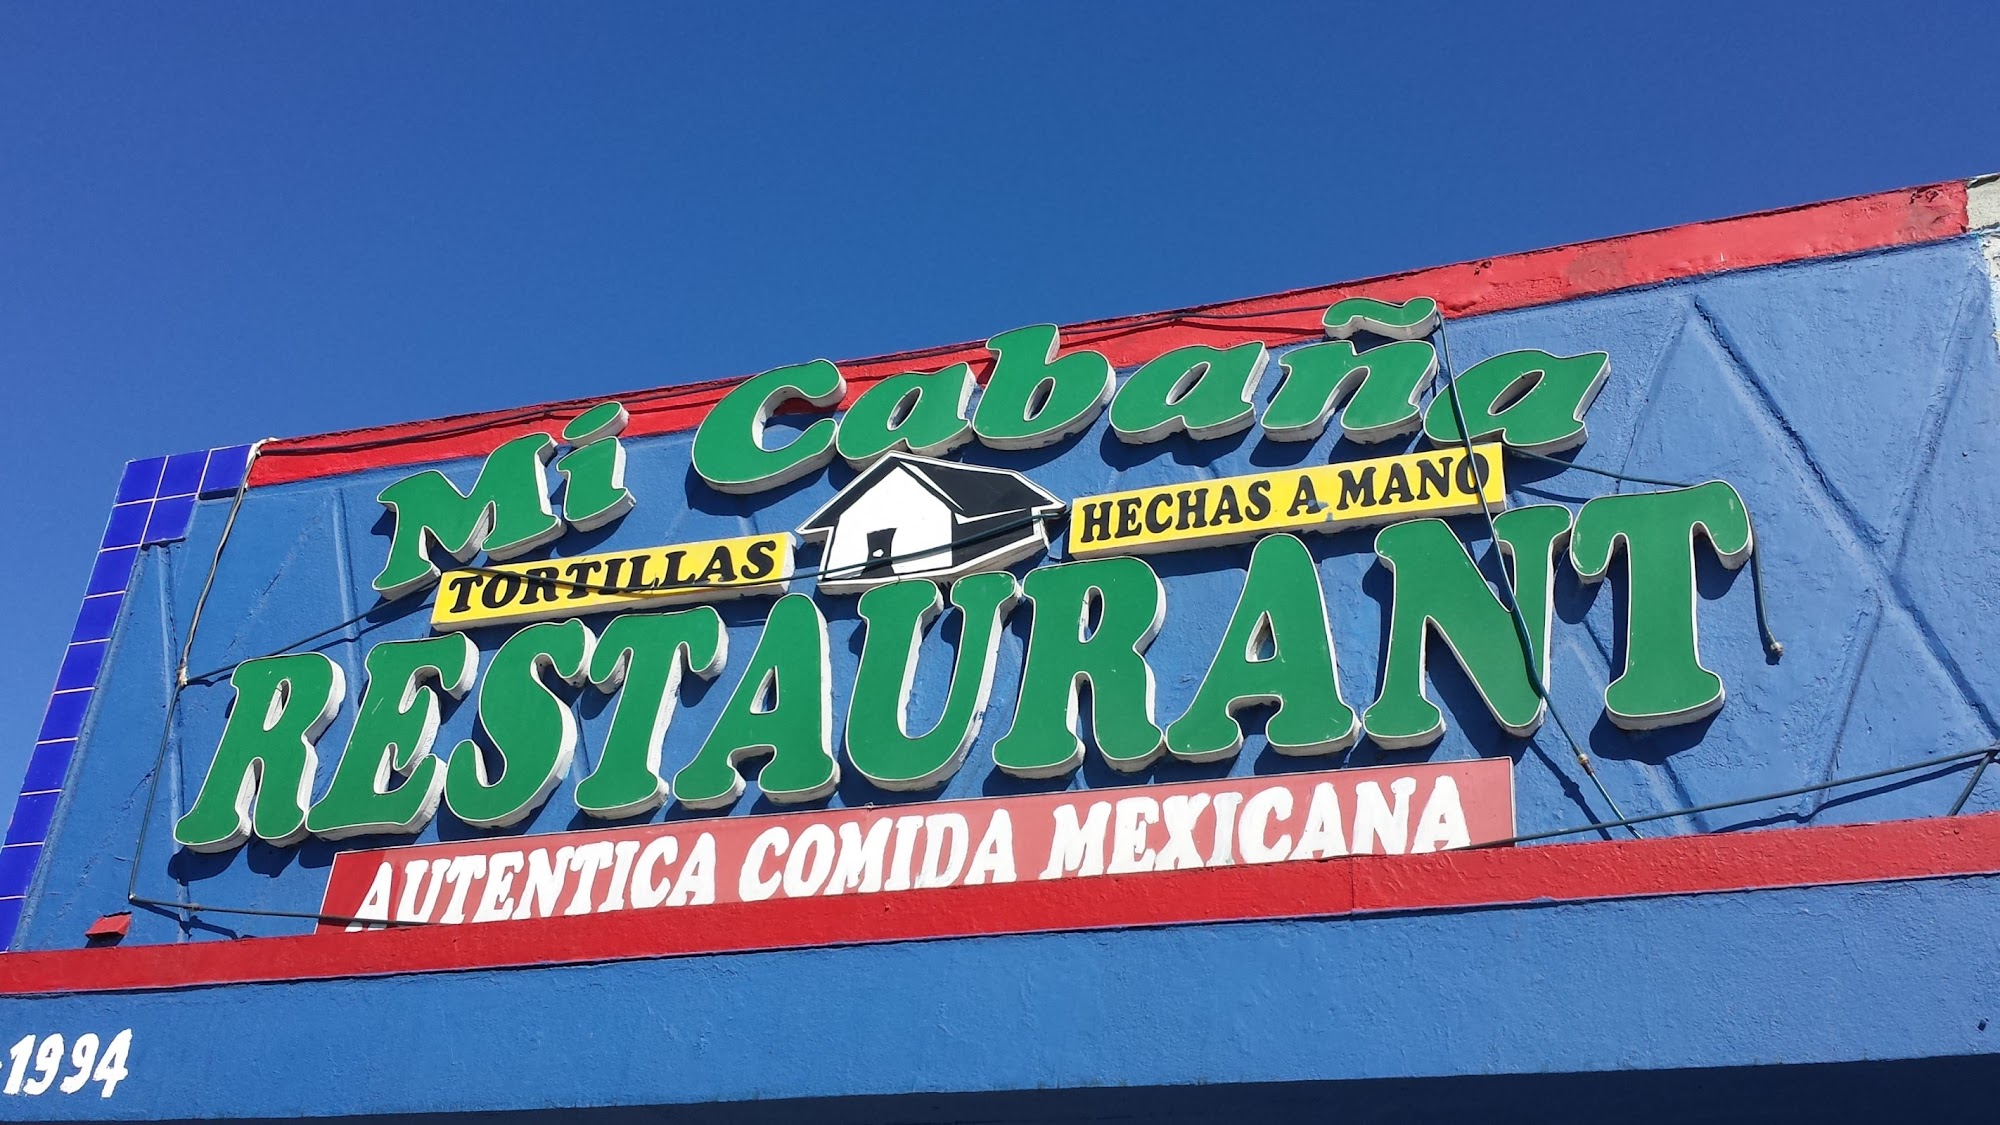 Mi Cabaña
TORTILLAS HECHAS A MANO
RESTAURANT
AUTENTICA COMIDA MEXICANA
1994